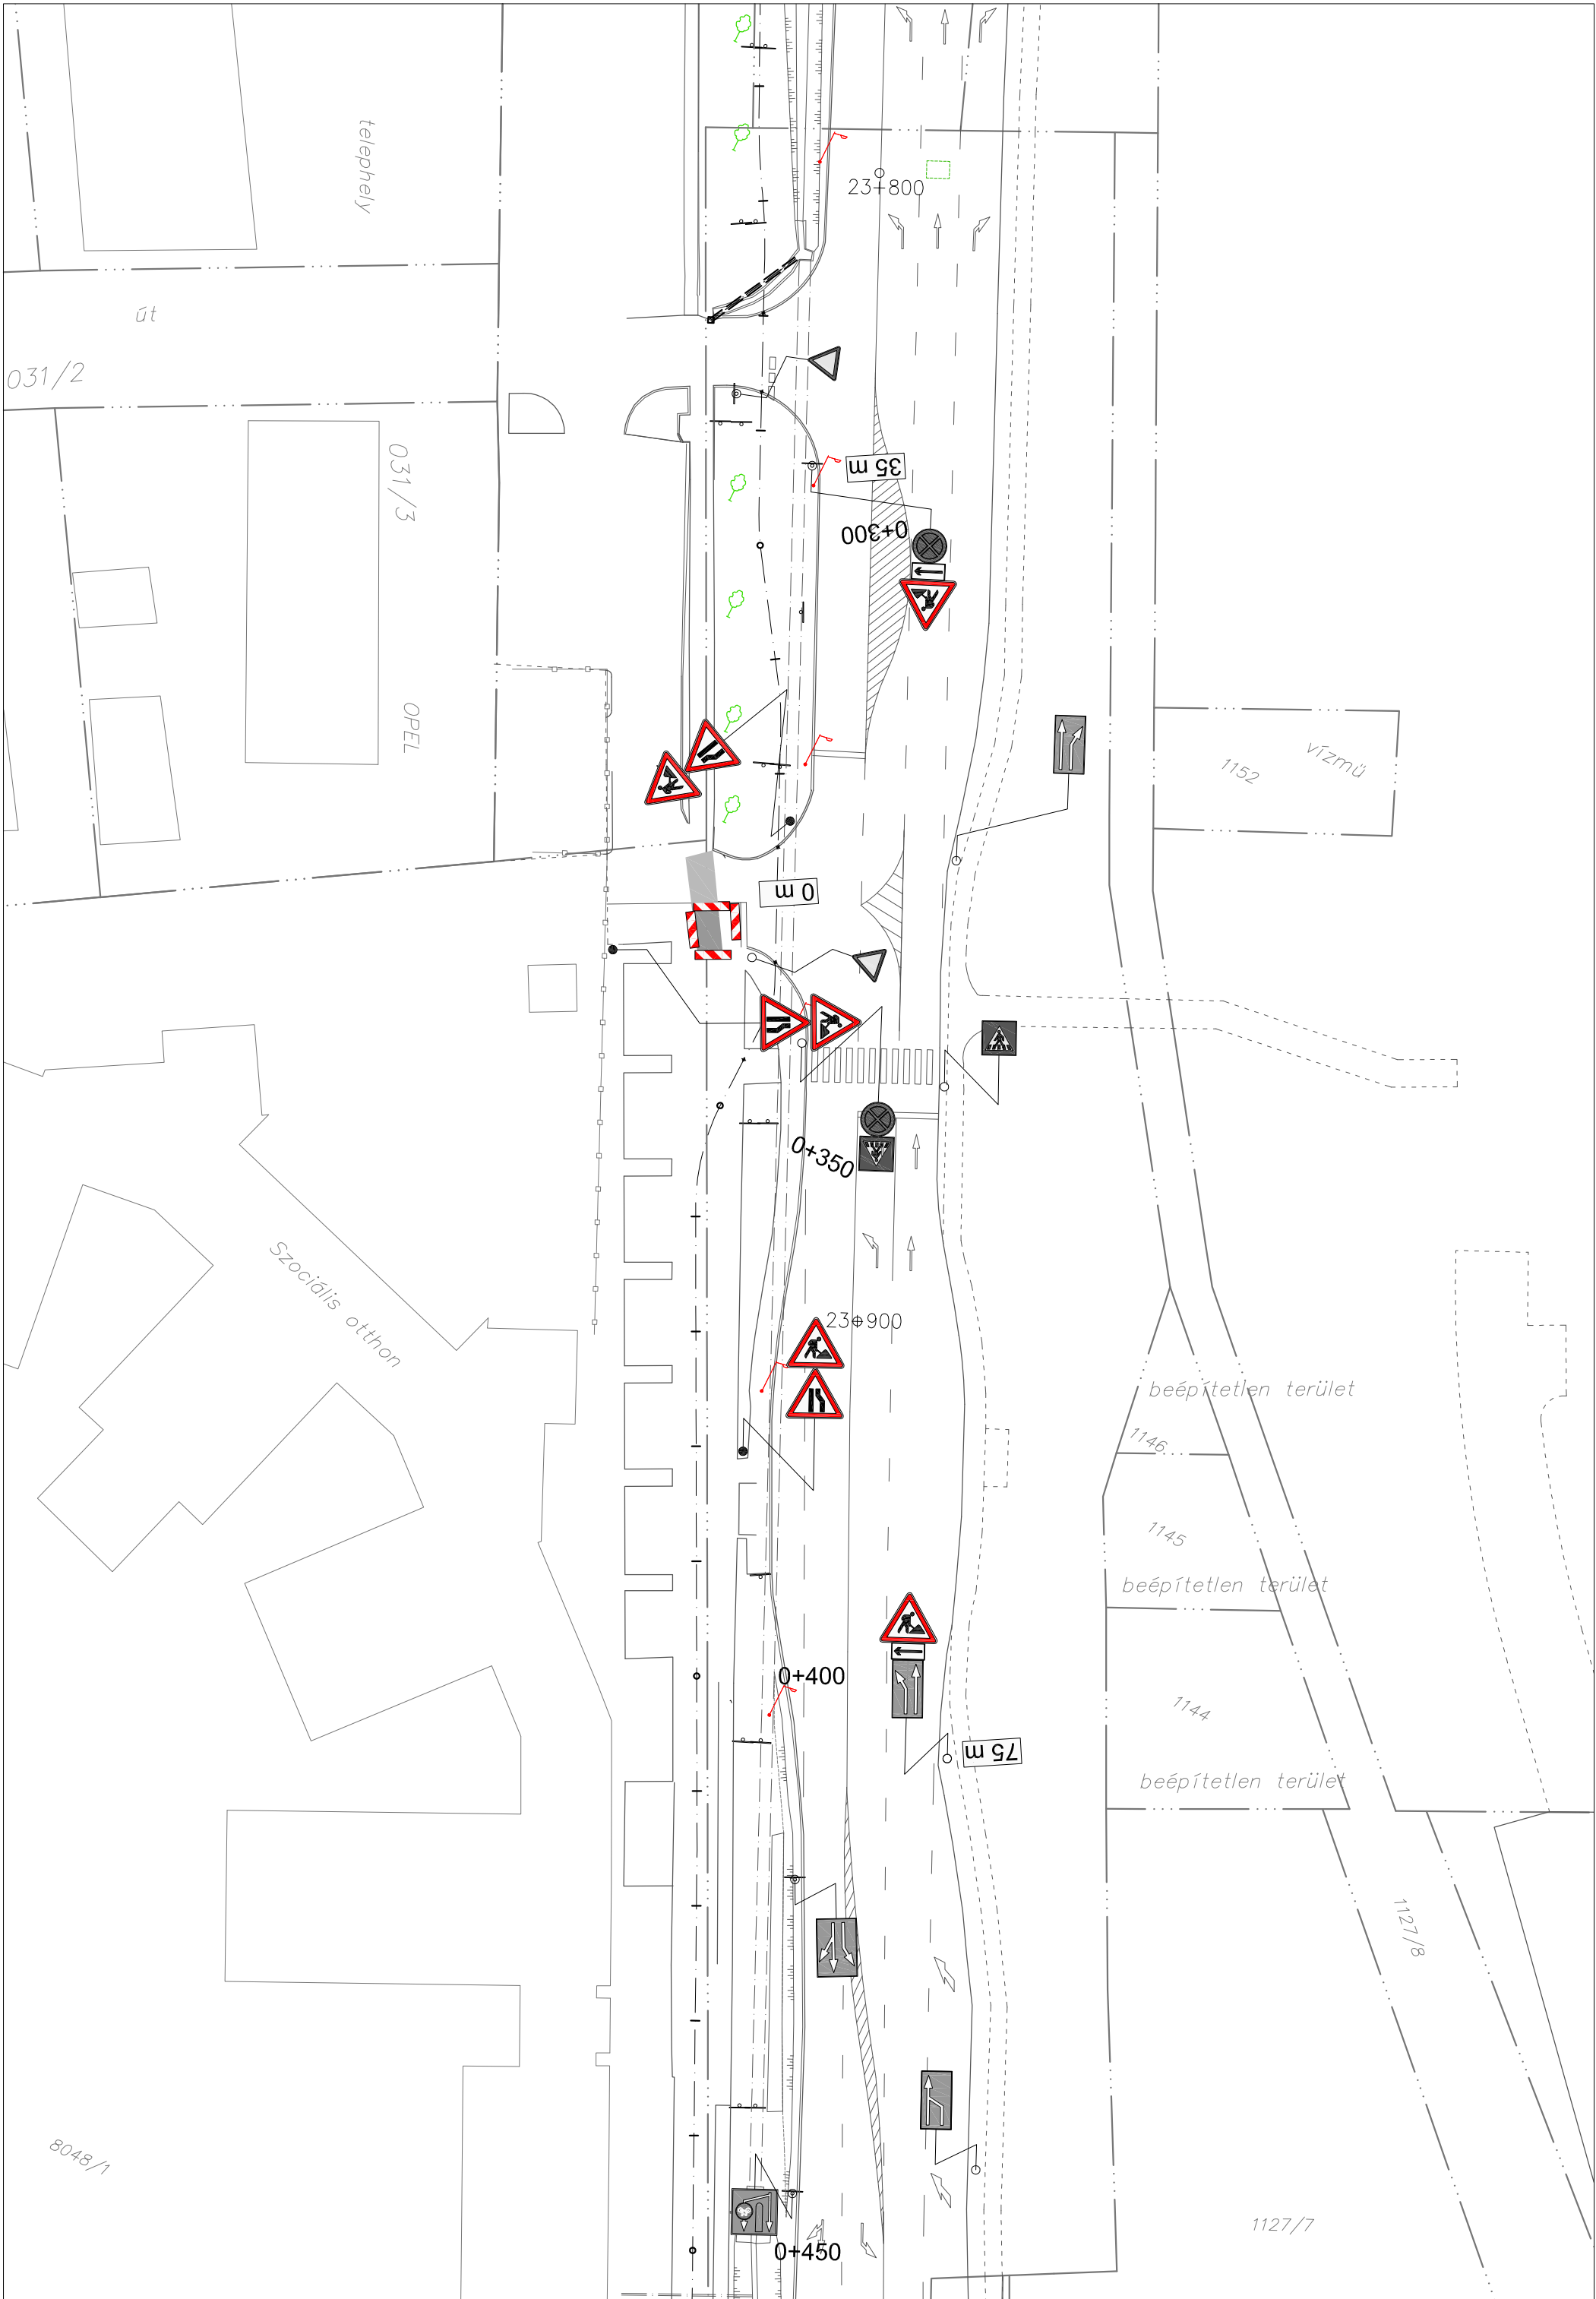 telephely
23+800
út
031/2
031/3
35 m
0+300
OPEL
1152
vízmű
0 m
0+350
Szociális otthon
23+900
beépítetlen terület
1146
1145
beépítetlen terület
0+400
1144
75 m
beépítetlen terület
1127/8
8048/1
1127/7
0+450